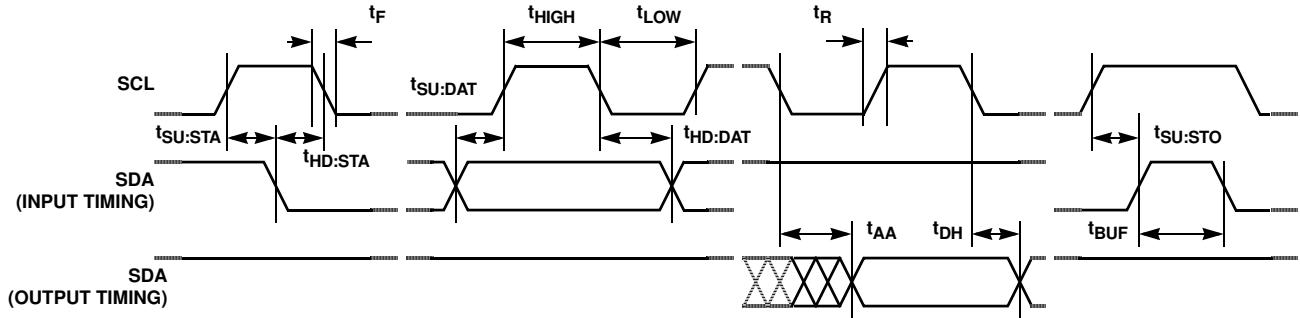 tF
tHIGH
tLOW
tR
SCL
tSU:DAT
tSU:STA
tHD:STA
tHD:DAT
tSU:STO
SDA
(INPUT TIMING)
tAA
tDH
tBUF
SDA
(OUTPUT TIMING)